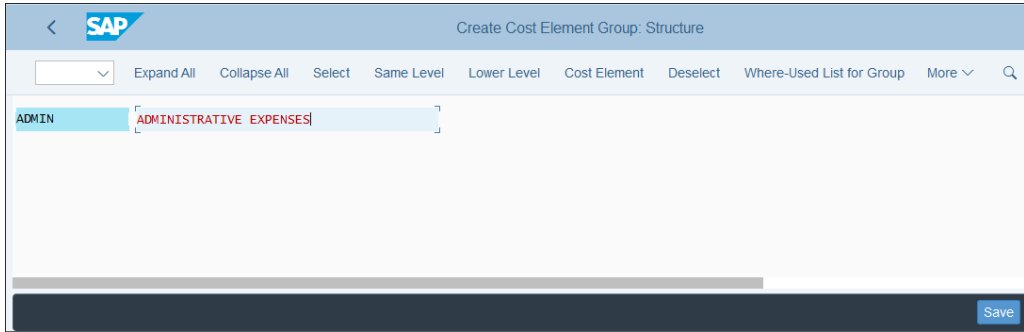 SAP Create Cost Element Group: Structure
Expand All Collapse All Select Same Level Lower Level Cost Element Deselect Where-Used List for Group More
ADMIN ADMINISTRATIVE EXPENSES
Save